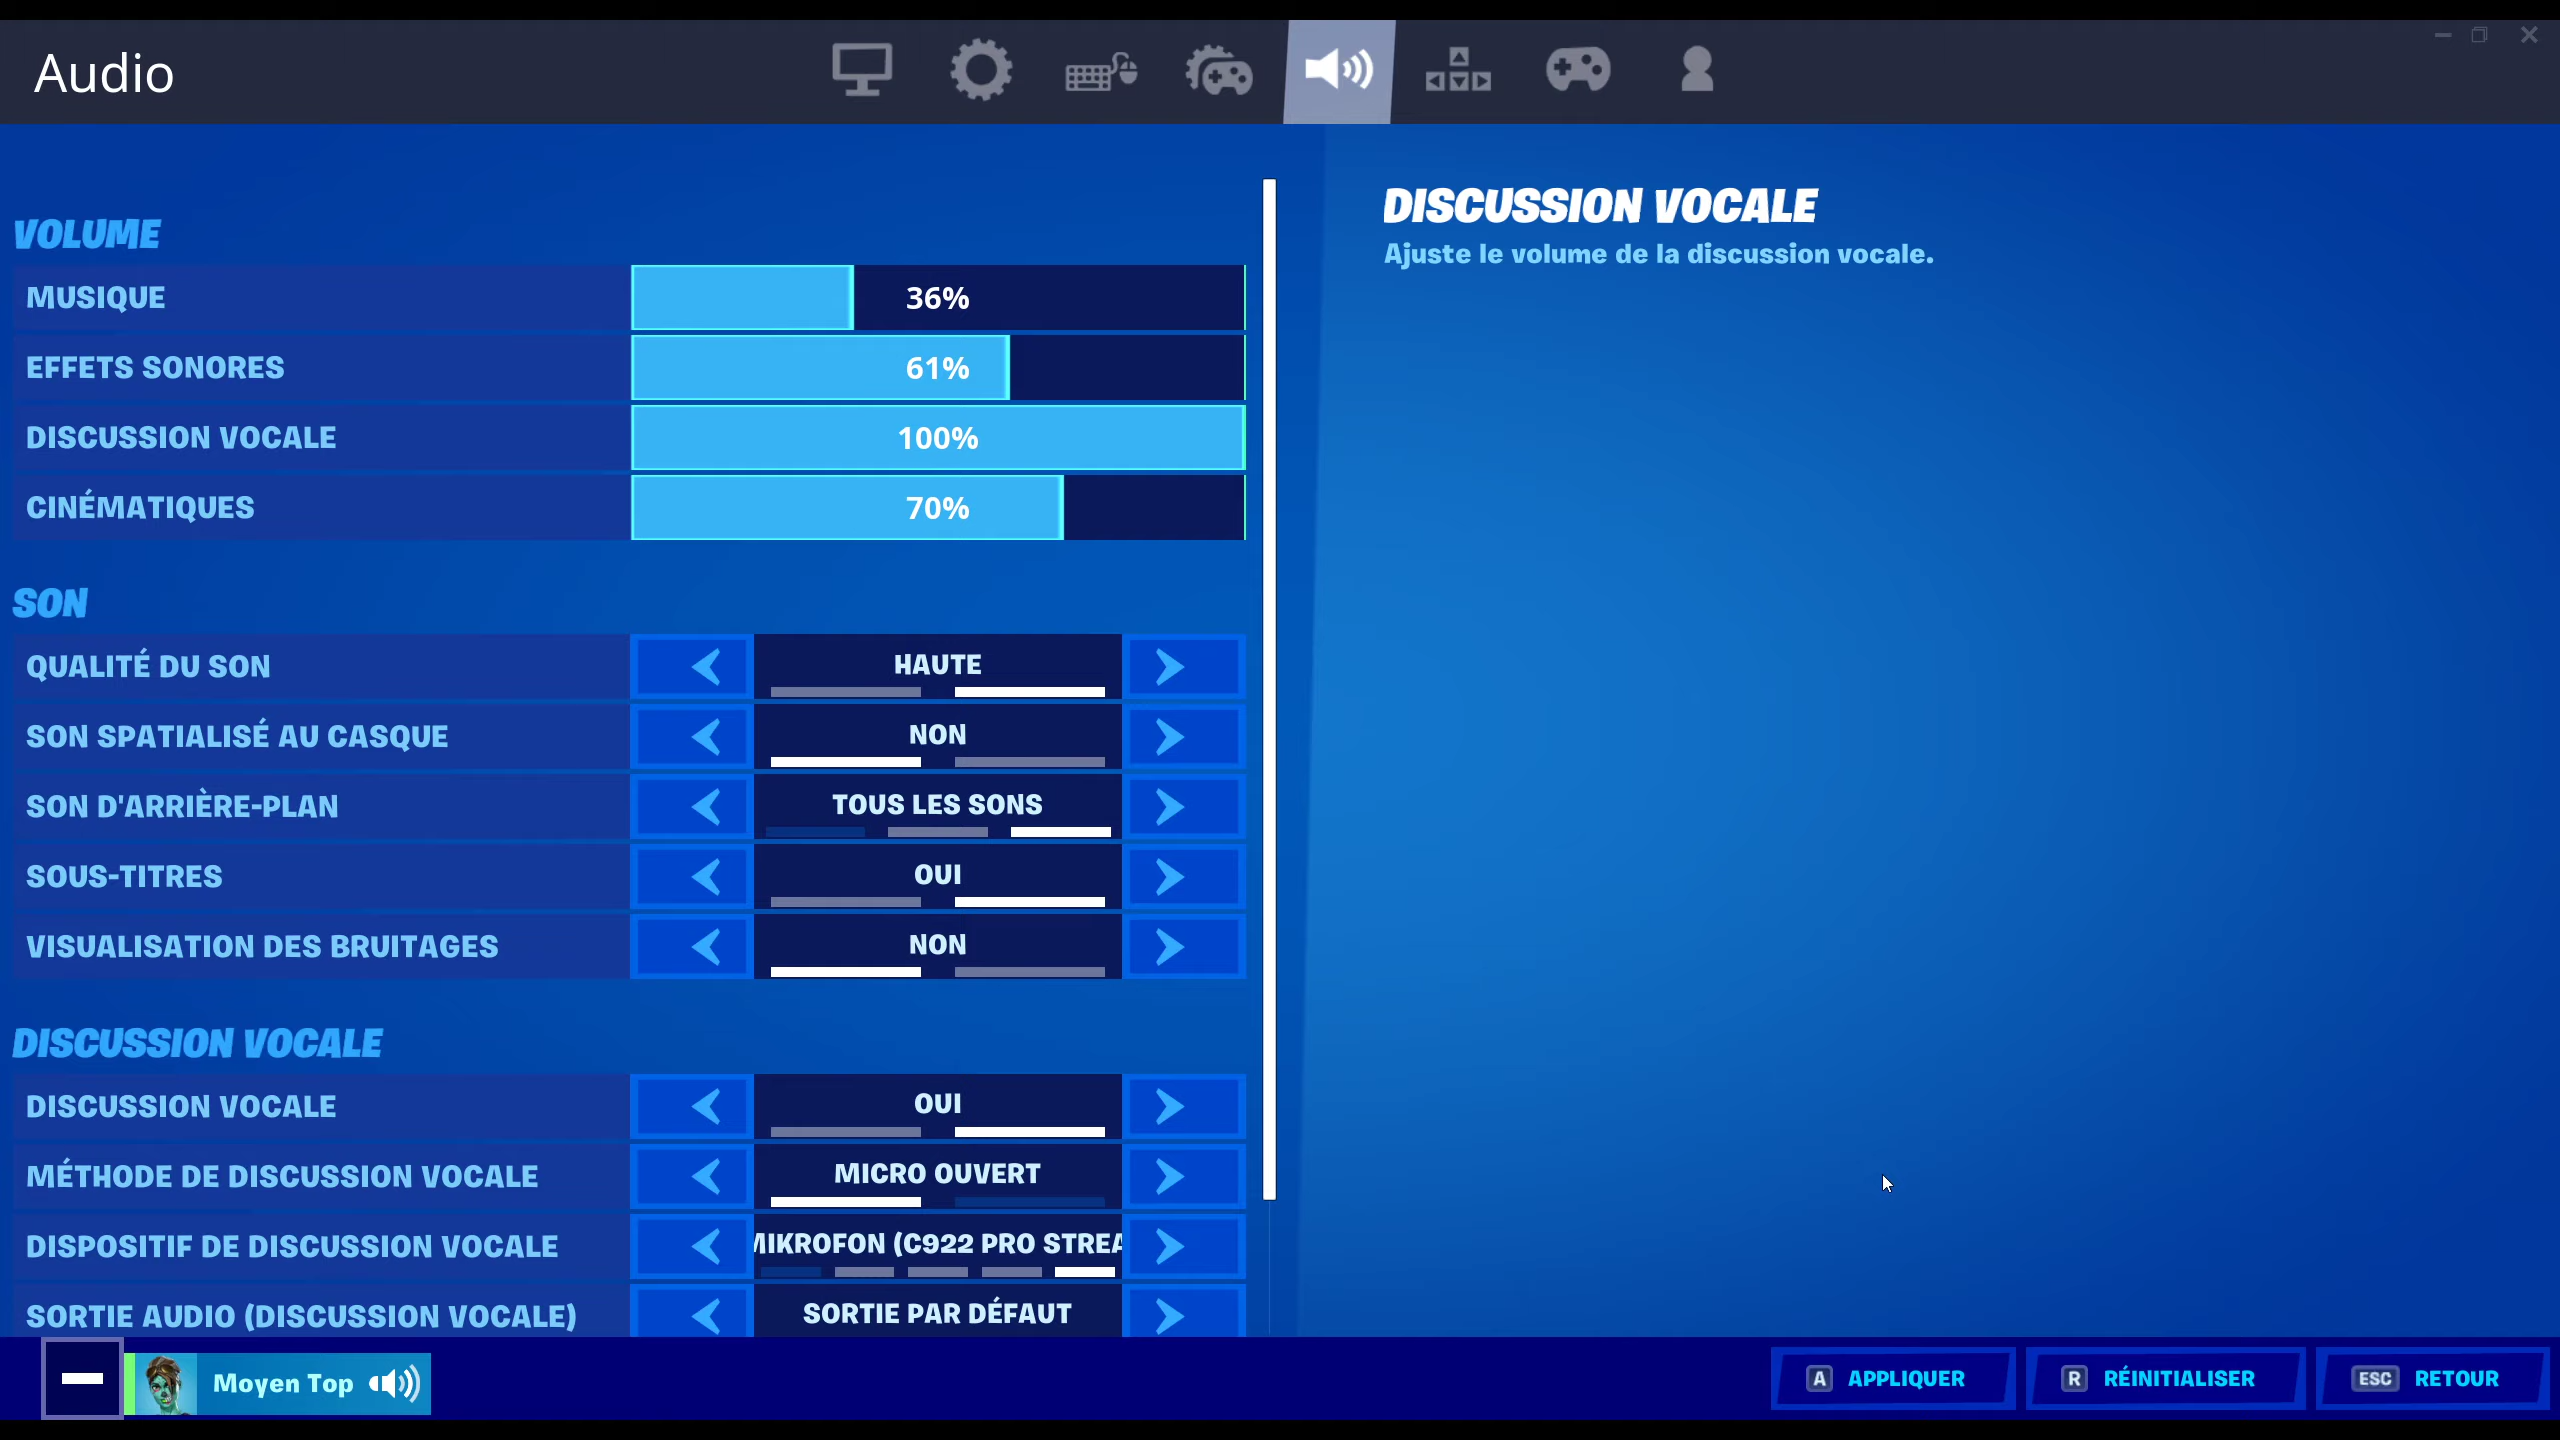 Audio
VOLUME
MUSIQUE 36%
EFFETS SONORES 61%
DISCUSSION VOCALE 100%
CINÉMATIQUES 70%
SON
QUALITÉ DU SON HAUTE
SON SPATIALISÉ AU CASQUE NON
SON D'ARRIÈRE-PLAN TOUS LES SONS
SOUS-TITRES OUI
VISUALISATION DES BRUITAGES NON
DISCUSSION VOCALE
DISCUSSION VOCALE OUI
MÉTHODE DE DISCUSSION VOCALE MICRO OUVERT
DISPOSITIF DE DISCUSSION VOCALE MIKROFON (C922 PRO STREA
SORTIE AUDIO (DISCUSSION VOCALE) SORTIE PAR DÉFAUT
DISCUSSION VOCALE
Ajuste le volume de la discussion vocale.
Moyen Top
A APPLIQUER
R RÉINITIALISER
ESC RETOUR